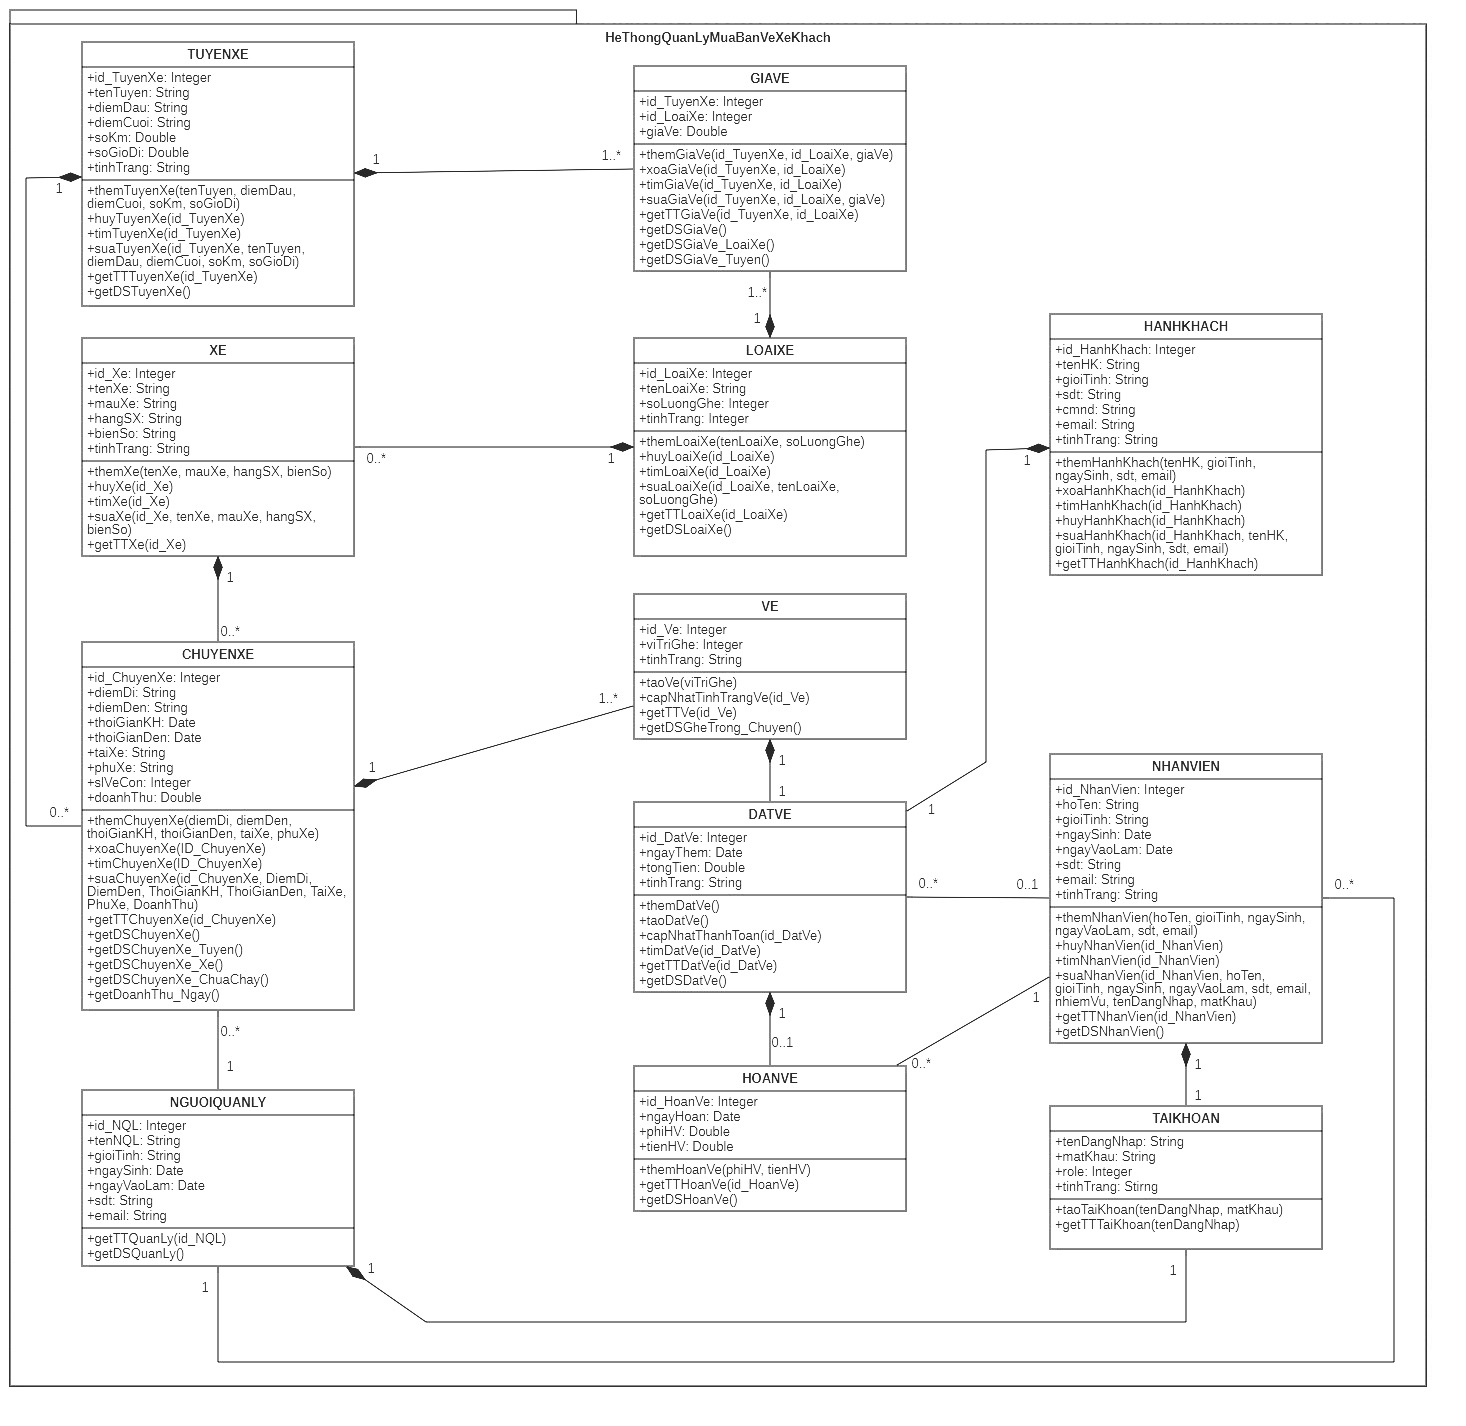 HeThongQuanLyMuaBanVeXeKhach
TUYENXE
+id_TuyenXe: Integer
+tenTuyen: String
+diemDau: String
+diemCuoi: String
+soKm: Double
+soGioDi: Double
+tinhTrang: String
+themTuyenXe(tenTuyen, diemDau,
diemCuoi, soKm, soGioDi)
+huyTuyenXe(id_TuyenXe)
+timTuyenXe(id_TuyenXe)
+suaTuyenXe(id_TuyenXe, tenTuyen,
diemDau, diemCuoi, soKm, soGioDi)
+getTTTuyenXe(id_TuyenXe)
+getDSTuyenXe()
1
1
1..*
GIAVE
+id_TuyenXe: Integer
+id_LoaiXe: Integer
+giaVe: Double
+themGiaVe(id_TuyenXe, id_LoaiXe, giaVe)
+xoaGiaVe(id_TuyenXe, id_LoaiXe)
+timGiaVe(id_TuyenXe, id_LoaiXe)
+suaGiaVe(id_TuyenXe, id_LoaiXe, giaVe)
+getTTGiaVe(id_TuyenXe, id_LoaiXe)
+getDSGiaVe()
+getDSGiaVe_LoaiXe()
+getDSGiaVe_Tuyen()
1..*
1
XE
+id_Xe: Integer
+tenXe: String
+mauXe: String
+hangSX: String
+bienSo: String
+tinhTrang: String
+themXe(tenXe, mauXe, hangSX, bienSo)
+huyXe(id_Xe)
+timXe(id_Xe)
+suaXe(id_Xe, tenXe, mauXe, hangSX,
bienSo)
+getTTXe(id_Xe)
0..*
1
LOAIXE
+id_LoaiXe: Integer
+tenLoaiXe: String
+soLuongGhe: Integer
+tinhTrang: Integer
+themLoaiXe(tenLoaiXe, soLuongGhe)
+huyLoaiXe(id_LoaiXe)
+timLoaiXe(id_LoaiXe)
+suaLoaiXe(id_LoaiXe, tenLoaiXe,
soLuongGhe)
+getTTLoaiXe(id_LoaiXe)
+getDSLoaiXe()
HANHKHACH
+id_HanhKhach: Integer
+tenHK: String
+gioiTinh: String
+sdt: String
+cmnd: String
+email: String
+tinhTrang: String
+themHanhKhach(tenHK, gioiTinh,
ngaySinh, sdt, email)
+xoaHanhKhach(id_HanhKhach)
+timHanhKhach(id_HanhKhach)
+huyHanhKhach(id_HanhKhach)
+suaHanhKhach(id_HanhKhach, tenHK,
gioiTinh, ngaySinh, sdt, email)
+getTTHanhKhach(id_HanhKhach)
1
1
0..*
CHUYENXE
+id_ChuyenXe: Integer
+diemDi: String
+diemDen: String
+thoiGianKH: Date
+thoiGianDen: Date
+taiXe: String
+phuXe: String
+slVeCon: Integer
+doanhThu: Double
+themChuyenXe(diemDi, diemDen,
thoiGianKH, thoiGianDen, taiXe, phuXe)
+xoaChuyenXe(ID_ChuyenXe)
+timChuyenXe(ID_ChuyenXe)
+suaChuyenXe(id_ChuyenXe, DiemDi,
DiemDen, ThoiGianKH, ThoiGianDen, TaiXe,
PhuXe, DoanhThu)
+getTTChuyenXe(id_ChuyenXe)
+getDSChuyenXe()
+getDSChuyenXe_Tuyen()
+getDSChuyenXe_Xe()
+getDSChuyenXe_ChuaChay()
+getDoanhThu_Ngay()
0..*
1
1..*
VE
+id_Ve: Integer
+viTriGhe: Integer
+tinhTrang: String
+taoVe(viTriGhe)
+capNhatTinhTrangVe(id_Ve)
+getTTVe(id_Ve)
+getDSGheTrong_Chuyen()
1
1
DATVE
+id_DatVe: Integer
+ngayThem: Date
+tongTien: Double
+tinhTrang: String
+themDatVe()
+taoDatVe()
+capNhatThanhToan(id_DatVe)
+timDatVe(id_DatVe)
+getTTDatVe(id_DatVe)
+getDSDatVe()
1
0..*
0..1
NHANVIEN
+id_NhanVien: Integer
+hoTen: String
+gioiTinh: String
+ngaySinh: Date
+ngayVaoLam: Date
+sdt: String
+email: String
+tinhTrang: String
+themNhanVien(hoTen, gioiTinh, ngaySinh,
ngayVaoLam, sdt, email)
+huyNhanVien(id_NhanVien)
+timNhanVien(id_NhanVien)
+suaNhanVien(id_NhanVien, hoTen,
gioiTinh, ngaySinh, ngayVaoLam, sdt, email,
nhiemVu, tenDangNhap, matKhau)
+getTTNhanVien(id_NhanVien)
+getDSNhanVien()
0..*
1
0..*
1
0..1
0..*
1
NGUOIQUANLY
+id_NQL: Integer
+tenNQL: String
+gioiTinh: String
+ngaySinh: Date
+ngayVaoLam: Date
+sdt: String
+email: String
+getTTQuanLy(id_NQL)
+getDSQuanLy()
1
1
HOANVE
+id_HoanVe: Integer
+ngayHoan: Date
+phiHV: Double
+tienHV: Double
+themHoanVe(phiHV, tienHV)
+getTTHoanVe(id_HoanVe)
+getDSHoanVe()
1
1
TAIKHOAN
+tenDangNhap: String
+matKhau: String
+role: Integer
+tinhTrang: Stirng
+taoTaiKhoan(tenDangNhap, matKhau)
+getTTTaiKhoan(tenDangNhap)
1